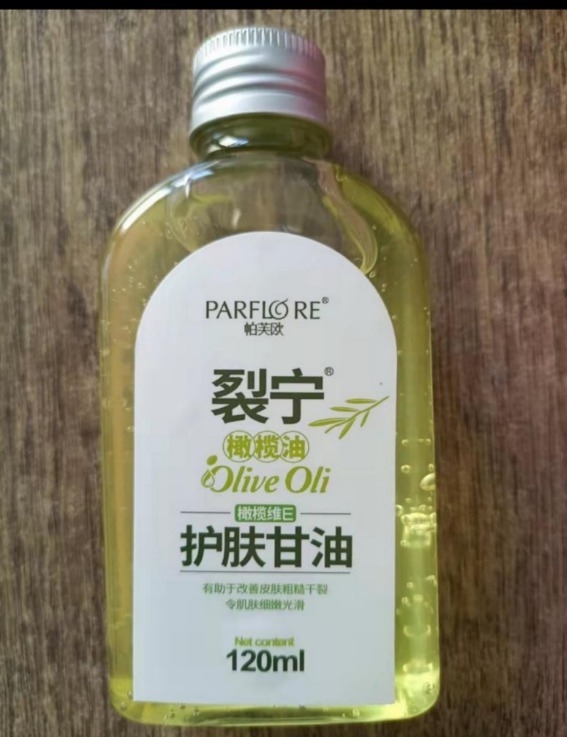 PARFLORE®
帕芙欧
裂宁®
橄榄油
Olive Oli
橄榄维E
护肤甘油
有助于改善皮肤粗糙干裂
令肌肤细嫩光滑
Net content
120ml